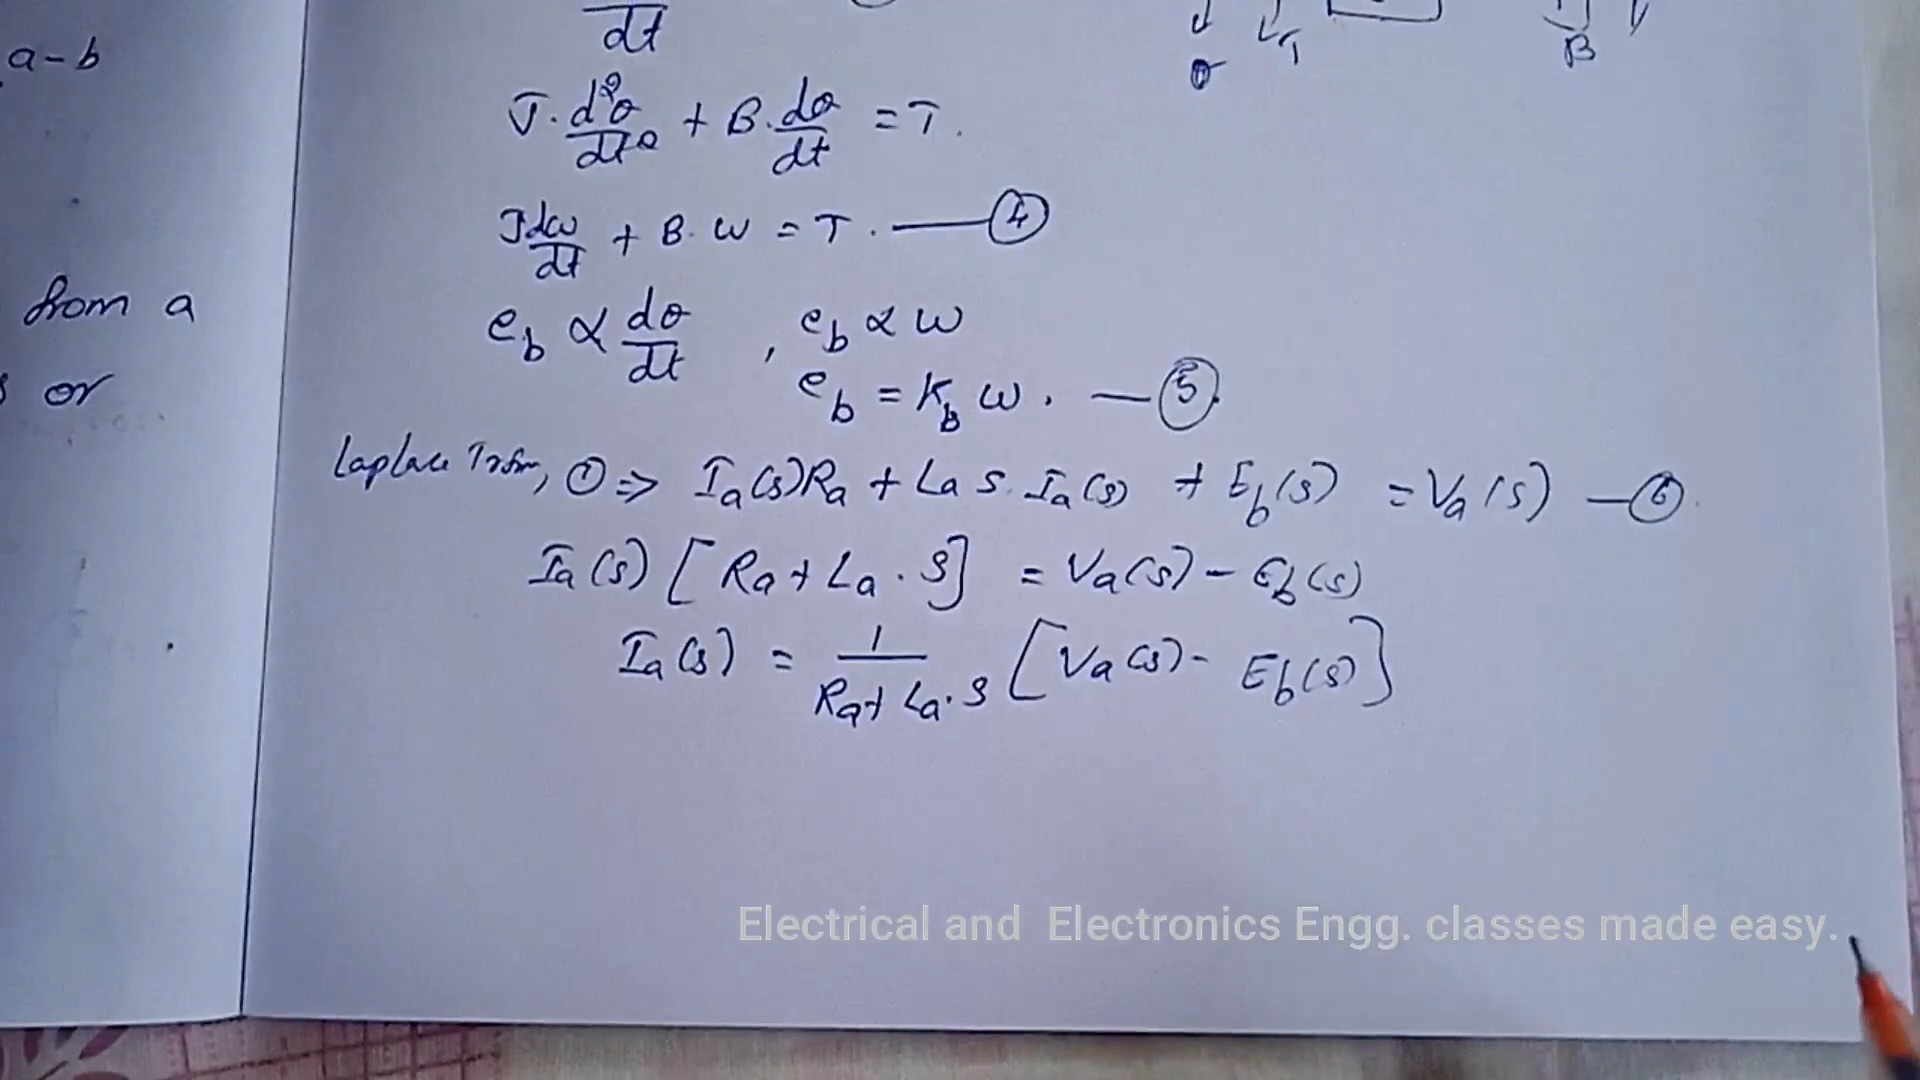 a-b
from a
or
dt
T
B
J. d²θ/dt² + B. dθ/dt = T.
J dω/dt + B. ω = T. — 4
e_b ∝ dθ/dt , e_b ∝ ω
e_b = K_b ω. — 5
Laplace Trsfm, 1 ⇒ I_a(s)R_a + L_a s. I_a(s) + E_b(s) = V_a(s) — 6.
I_a(s) [R_a + L_a . s] = V_a(s) - E_b(s)
I_a(s) = 1/(R_a + L_a . s) [V_a(s) - E_b(s)]
Electrical and Electronics Engg. classes made easy.